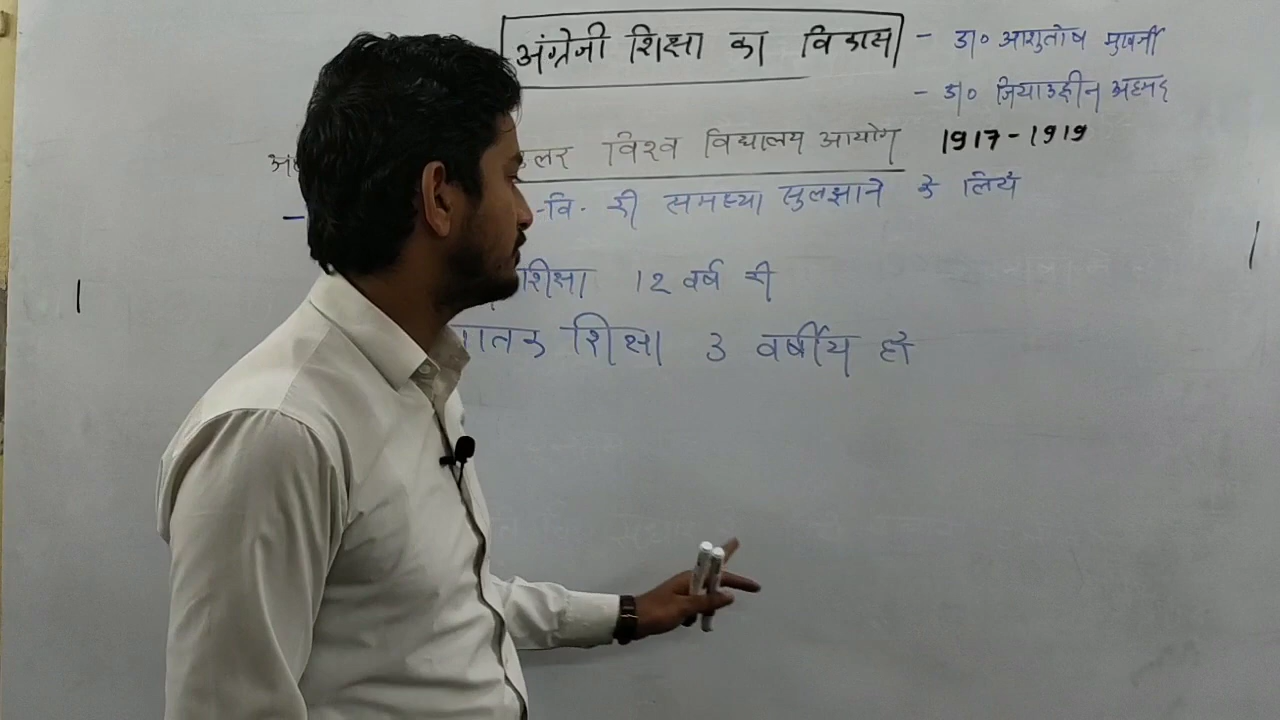 अंग्रेजी शिक्षा का विकास - डा० आशुतोष मुखर्जी
- डा० जियाउद्दीन अहमद
विश्व विद्यालय आयोग 1917-1919
-वि. की समस्या सुलझाने के लिये
शिक्षा 12 वर्ष की
शिक्षा 3 वर्षीय हो